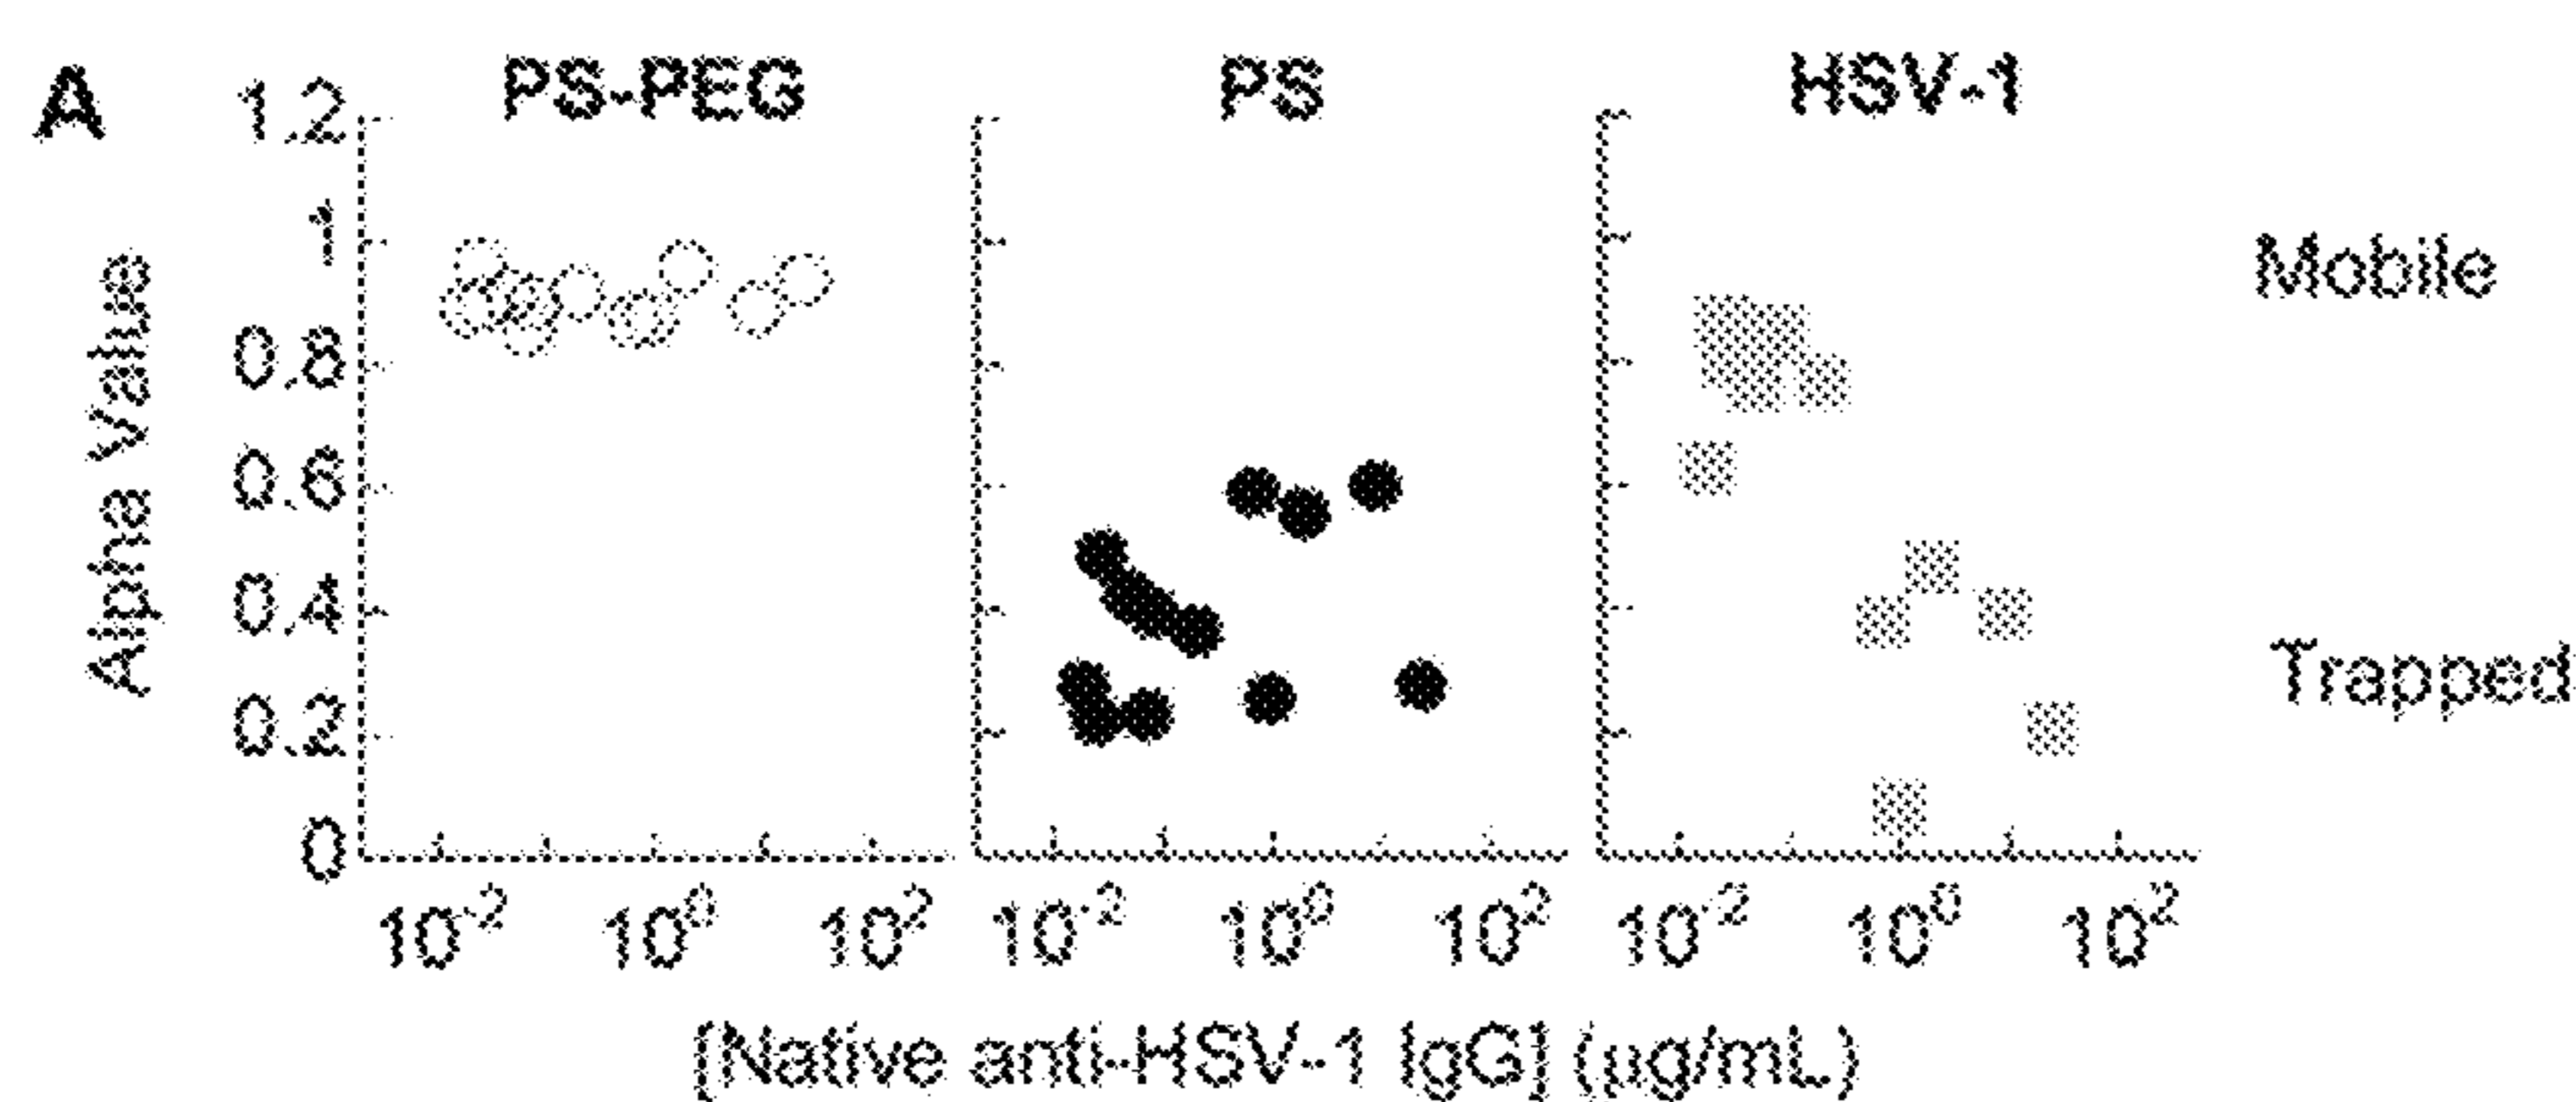 A
PS-PEG PS HSV-1
1.2
1
0.8
0.6
0.4
0.2
0
Alpha Value
Mobile
Trapped
10^-2 10^0 10^2 10^-2 10^0 10^2 10^-2 10^0 10^2
[Native anti-HSV-1 IgG] (µg/mL)